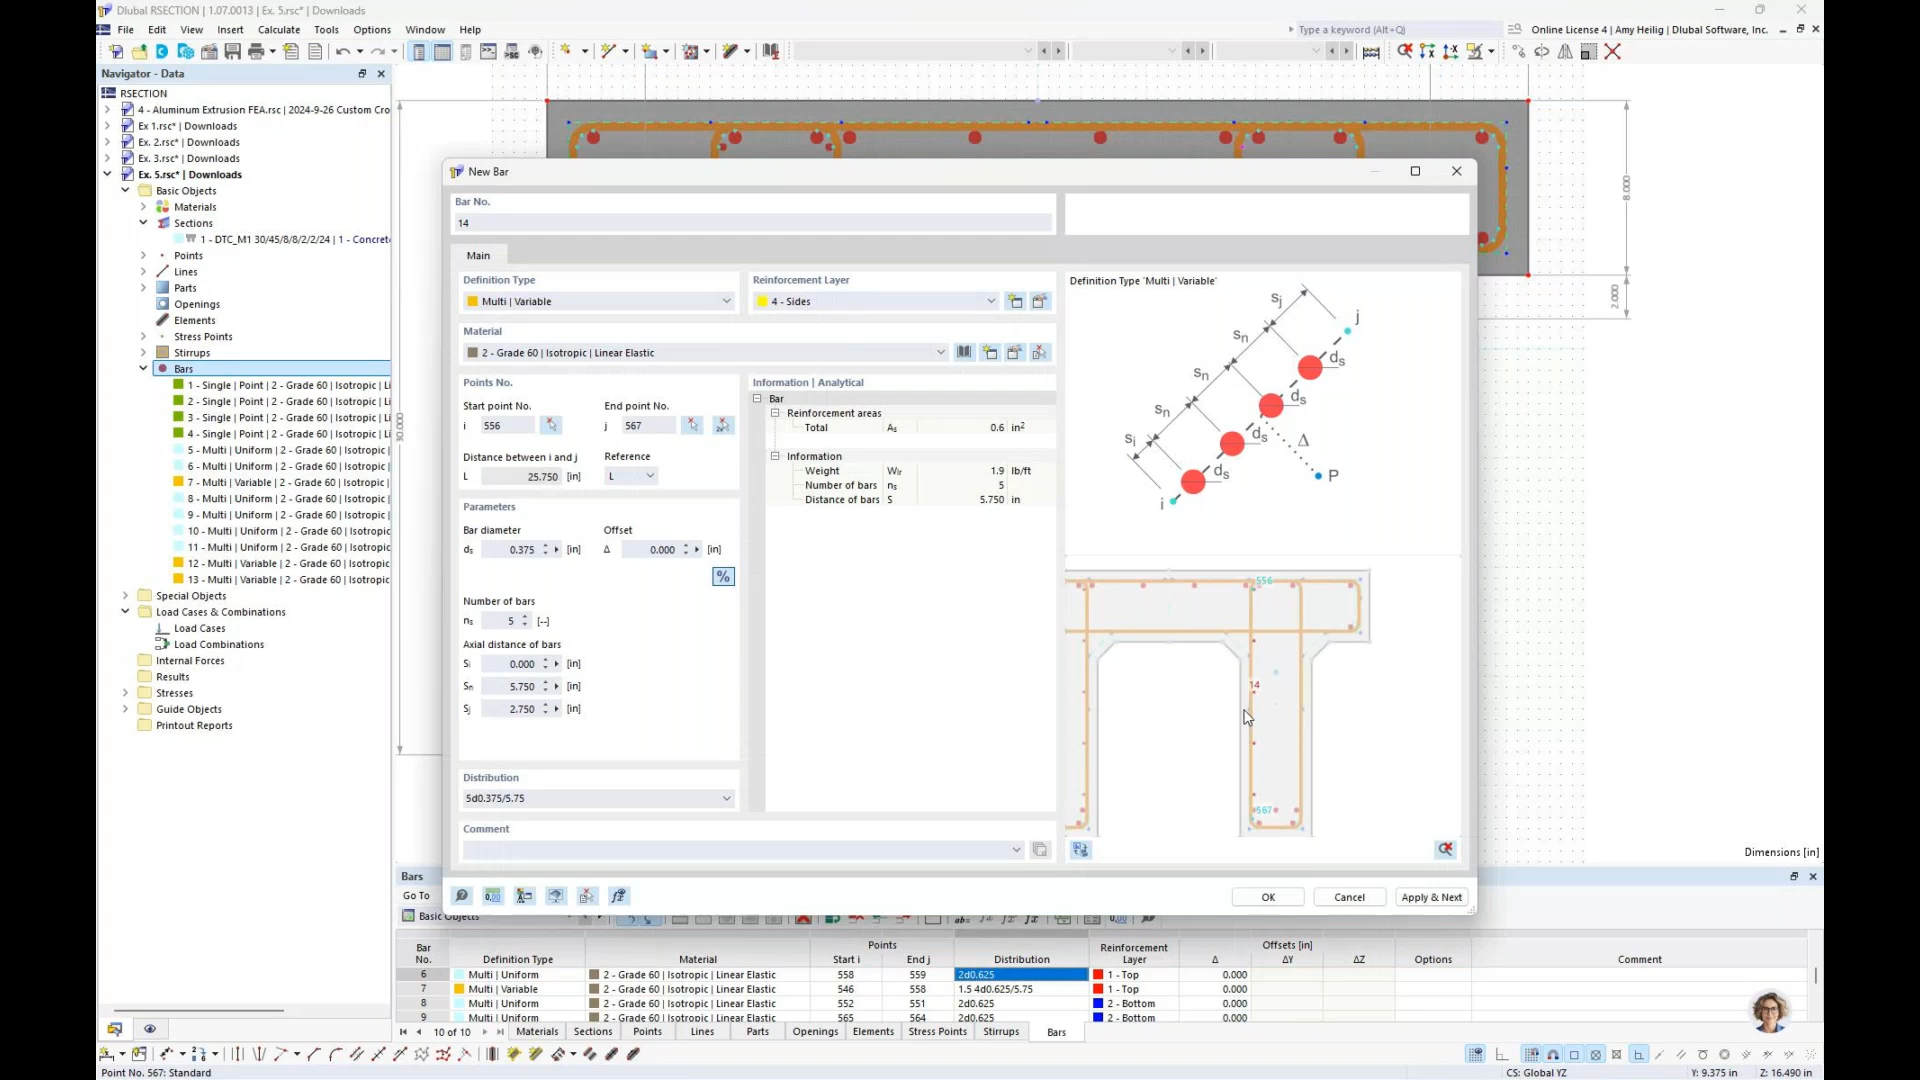 Dlubal RSECTION | 1.07.0013 | Ex. 5.rsc* | Downloads
File Edit View Insert Calculate Tools Options Window Help
Type a keyword (Alt+Q)
Online License 4 | Amy Heilig | Dlubal Software, Inc.
Navigator - Data
RSECTION
4 - Aluminum Extrusion FEA.rsc | 2024-9-26 Custom Cro
Ex 1.rsc* | Downloads
Ex. 2.rsc* | Downloads
Ex. 3.rsc* | Downloads
Ex. 5.rsc* | Downloads
Basic Objects
Materials
Sections
1 - DTC_M1 30/45/8/8/2/2/24 | 1 - Concrete
Points
Lines
Parts
Openings
Elements
Stress Points
Stirrups
Bars
1 - Single | Point | 2 - Grade 60 | Isotropic | Li
2 - Single | Point | 2 - Grade 60 | Isotropic | Li
3 - Single | Point | 2 - Grade 60 | Isotropic | Li
4 - Single | Point | 2 - Grade 60 | Isotropic | Li
5 - Multi | Uniform | 2 - Grade 60 | Isotropic
6 - Multi | Uniform | 2 - Grade 60 | Isotropic
7 - Multi | Variable | 2 - Grade 60 | Isotropic
8 - Multi | Uniform | 2 - Grade 60 | Isotropic
9 - Multi | Uniform | 2 - Grade 60 | Isotropic
10 - Multi | Uniform | 2 - Grade 60 | Isotropic
11 - Multi | Uniform | 2 - Grade 60 | Isotropic
12 - Multi | Variable | 2 - Grade 60 | Isotropic
13 - Multi | Variable | 2 - Grade 60 | Isotropic
Special Objects
Load Cases & Combinations
Load Cases
Load Combinations
Internal Forces
Results
Stresses
Guide Objects
Printout Reports
30.000
8.000
2.000
Dimensions [in]
New Bar
Bar No.
14
Main
Definition Type
Multi | Variable
Reinforcement Layer
4 - Sides
Material
2 - Grade 60 | Isotropic | Linear Elastic
Points No.
Start point No. End point No.
i 556 j 567
Distance between i and j Reference
L 25.750 [in] L
Parameters
Bar diameter Offset
ds 0.375 [in] Δ 0.000 [in]
%
Number of bars
ns 5 [--]
Axial distance of bars
Si 0.000 [in]
Sn 5.750 [in]
Sj 2.750 [in]
Distribution
5d0.375/5.75
Comment
Information | Analytical
Bar
Reinforcement areas
Total As 0.6 in2
Information
Weight Wlr 1.9 lb/ft
Number of bars ns 5
Distance of bars S 5.750 in
Definition Type 'Multi | Variable'
sj
j
sn
ds
sn
ds
sn
ds
Δ
si
ds
P
i
556
14
567
OK Cancel Apply & Next
Bars
Go To
Basic Objects
Bar No. Definition Type Material Points Start i End j Distribution Reinforcement Layer Δ Offsets [in] ΔY ΔZ Options Comment
6 Multi | Uniform 2 - Grade 60 | Isotropic | Linear Elastic 558 559 2d0.625 1 - Top 0.000
7 Multi | Variable 2 - Grade 60 | Isotropic | Linear Elastic 546 558 1.5 4d0.625/5.75 1 - Top 0.000
8 Multi | Uniform 2 - Grade 60 | Isotropic | Linear Elastic 552 551 2d0.625 2 - Bottom 0.000
9 Multi | Uniform 2 - Grade 60 | Isotropic | Linear Elastic 565 564 2d0.625 2 - Bottom 0.000
10 of 10 Materials Sections Points Lines Parts Openings Elements Stress Points Stirrups Bars
Point No. 567: Standard
CS: Global YZ
Y: 9.375 in Z: 16.490 in